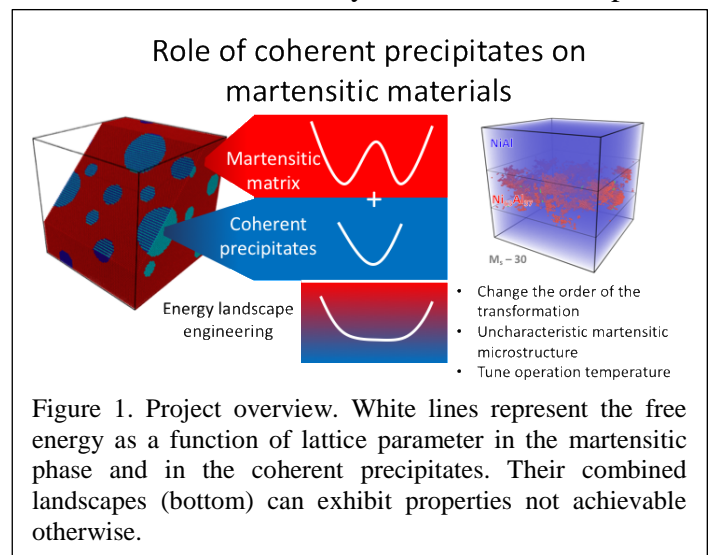 Role of coherent precipitates on
martensitic materials
Martensitic
matrix
+
Coherent
precipitates
Energy landscape
engineering
NiAl
M_s – 30
• Change the order of the
transformation
• Uncharacteristic martensitic
microstructure
• Tune operation temperature
Figure 1. Project overview. White lines represent the free
energy as a function of lattice parameter in the martensitic
phase and in the coherent precipitates. Their combined
landscapes (bottom) can exhibit properties not achievable
otherwise.